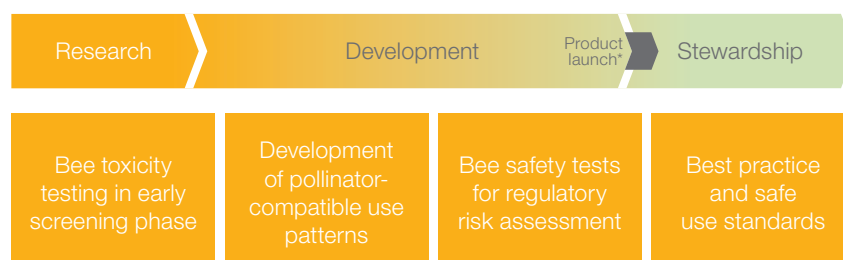 Research
Development
Product
launch*
Stewardship
Bee toxicity
testing in early
screening phase
Development
of pollinator-
compatible use
patterns
Bee safety tests
for regulatory
risk assessment
Best practice
and safe
use standards